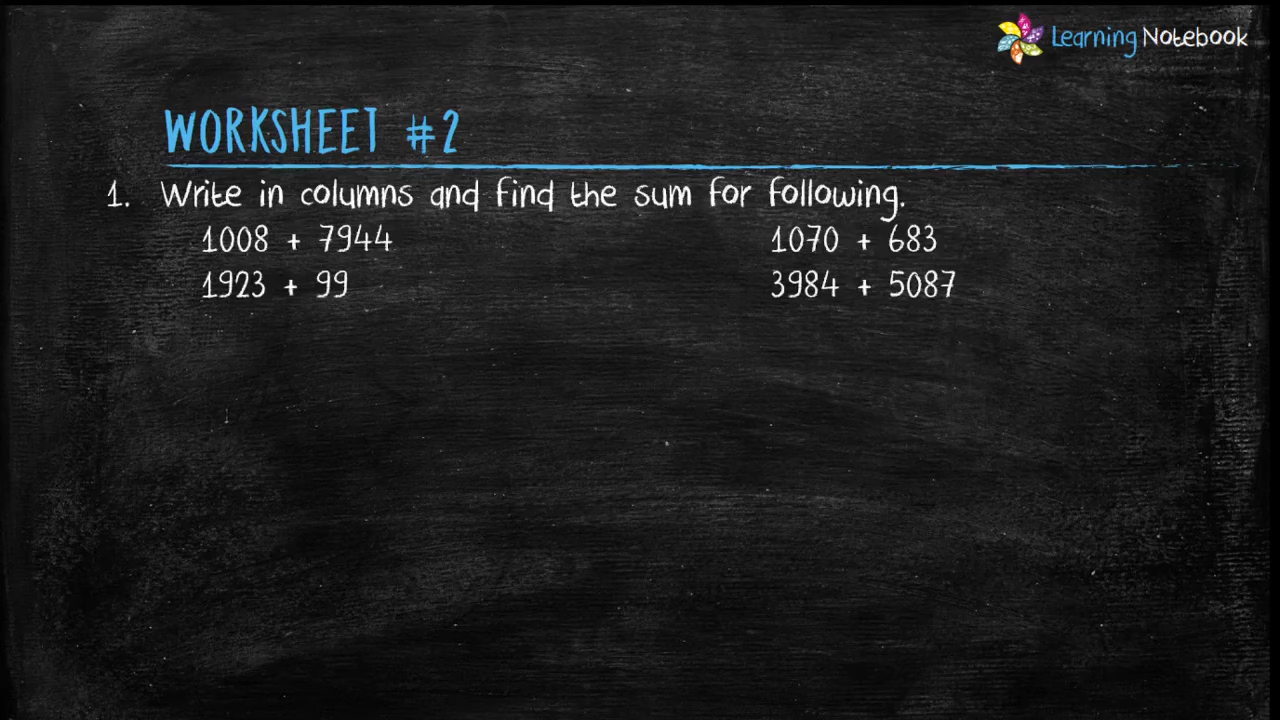 Learning Notebook
WORKSHEET #2
1. Write in columns and find the sum for following.
1008 + 7944 1070 + 683
1923 + 99 3984 + 5087